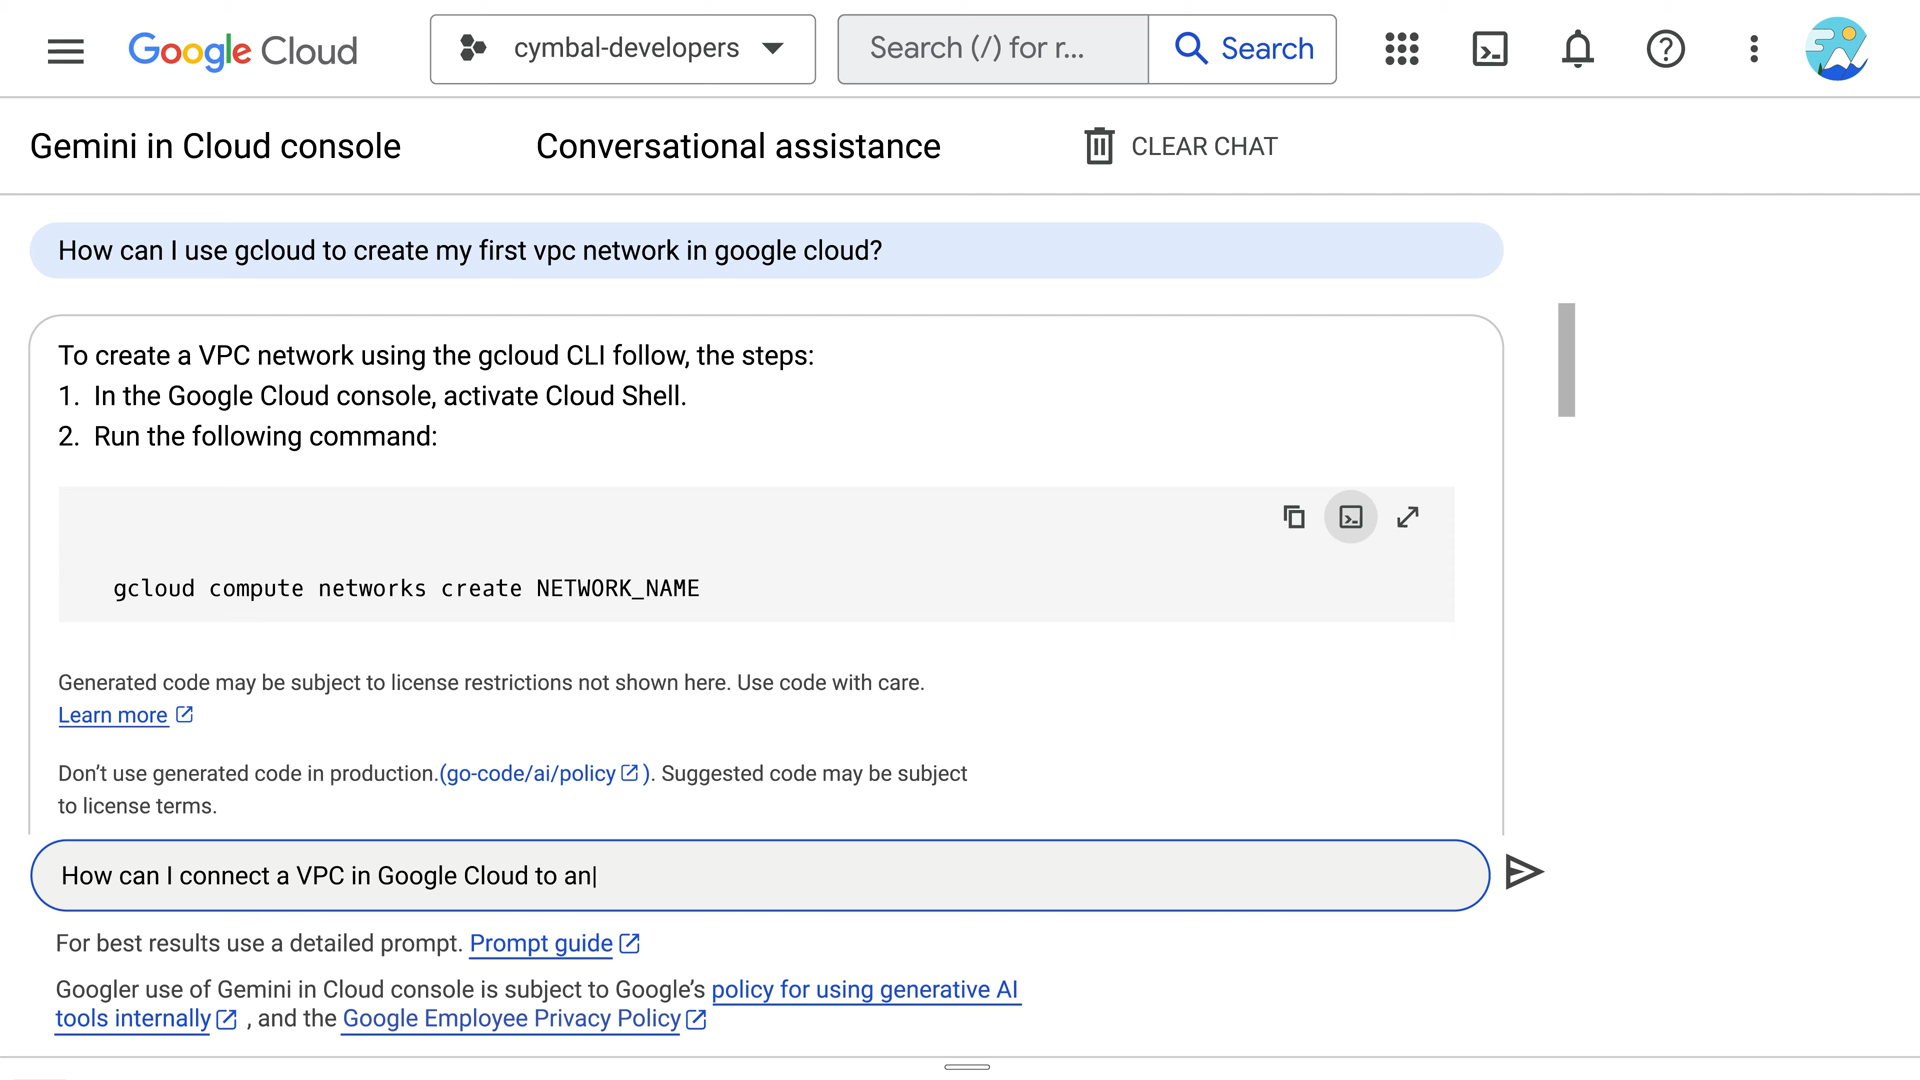 Google Cloud
cymbal-developers
Search (/) for r...
Search
Gemini in Cloud console
Conversational assistance
CLEAR CHAT
How can I use gcloud to create my first vpc network in google cloud?
To create a VPC network using the gcloud CLI follow, the steps:
1. In the Google Cloud console, activate Cloud Shell.
2. Run the following command:
gcloud compute networks create NETWORK_NAME
Generated code may be subject to license restrictions not shown here. Use code with care.
Learn more
Don’t use generated code in production.(go-code/ai/policy ). Suggested code may be subject
to license terms.
How can I connect a VPC in Google Cloud to an
For best results use a detailed prompt. Prompt guide
Googler use of Gemini in Cloud console is subject to Google’s policy for using generative AI
tools internally , and the Google Employee Privacy Policy